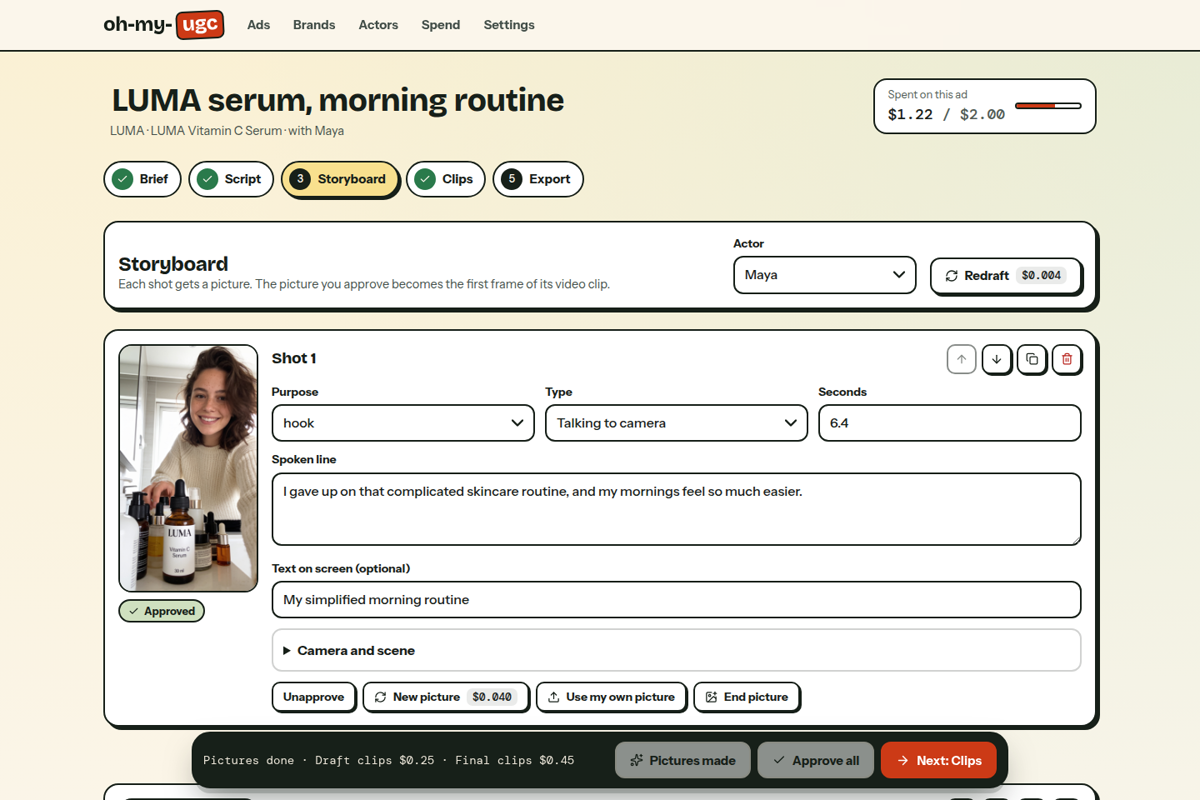 oh-my-ugc Ads Brands Actors Spend Settings
LUMA serum, morning routine
LUMA · LUMA Vitamin C Serum · with Maya
Spent on this ad
$1.22 / $2.00
Brief Script 3 Storyboard Clips 5 Export
Storyboard
Each shot gets a picture. The picture you approve becomes the first frame of its video clip.
Actor
Maya
Redraft $0.004
Shot 1
Purpose Type Seconds
hook Talking to camera 6.4
Spoken line
I gave up on that complicated skincare routine, and my mornings feel so much easier.
Text on screen (optional)
My simplified morning routine
Camera and scene
Unapprove New picture $0.040 Use my own picture End picture
LUMA
Vitamin C
Serum
Approved
Pictures done · Draft clips $0.25 · Final clips $0.45 Pictures made Approve all Next: Clips